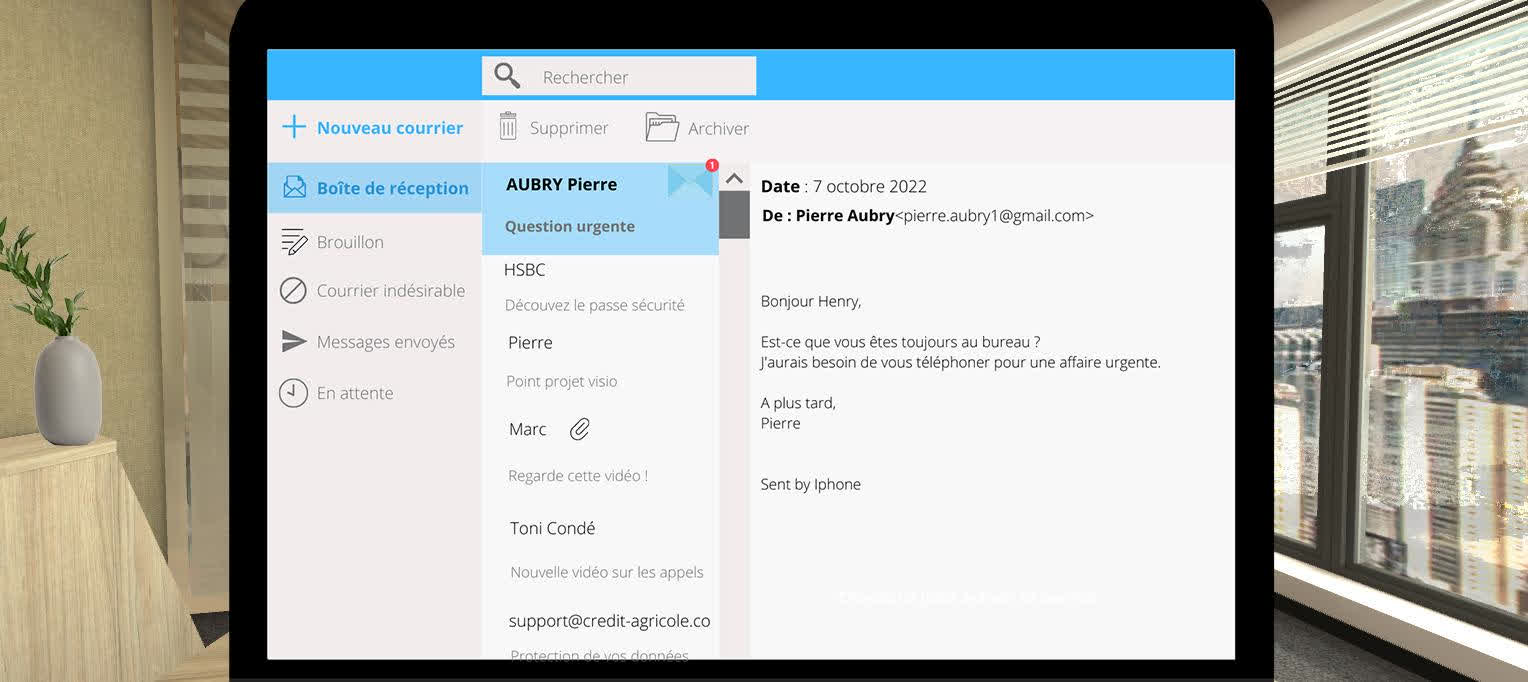 Rechercher
Nouveau courrier
Supprimer
Archiver
Boîte de réception
Brouillon
Courrier indésirable
Messages envoyés
En attente
AUBRY Pierre
1
Question urgente
HSBC
Découvez le passe sécurité
Pierre
Point projet visio
Marc
Regarde cette vidéo !
Toni Condé
Nouvelle vidéo sur les appels
support@credit-agricole.co
Protection de vos données
Date : 7 octobre 2022
De : Pierre Aubry<pierre.aubry1@gmail.com>
Bonjour Henry,
Est-ce que vous êtes toujours au bureau ?
J'aurais besoin de vous téléphoner pour une affaire urgente.
A plus tard,
Pierre
Sent by Iphone